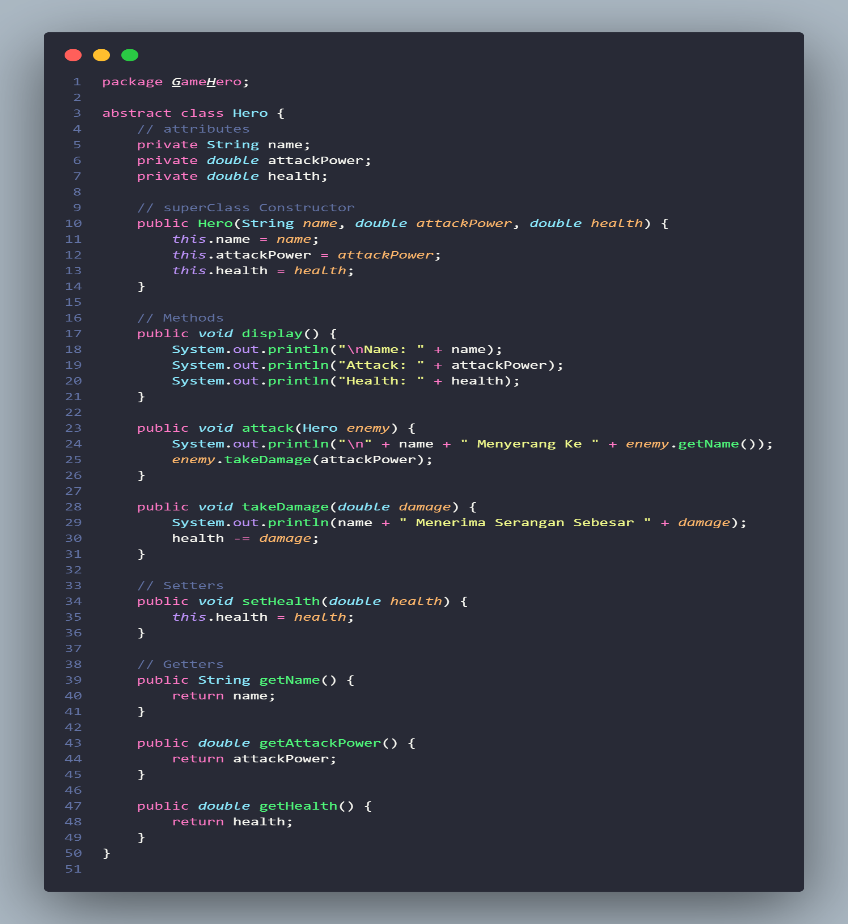 1 package GameHero;
2
3 abstract class Hero {
4     // attributes
5     private String name;
6     private double attackPower;
7     private double health;
8
9     // superClass Constructor
10     public Hero(String name, double attackPower, double health) {
11         this.name = name;
12         this.attackPower = attackPower;
13         this.health = health;
14     }
15
16     // Methods
17     public void display() {
18         System.out.println("\nName: " + name);
19         System.out.println("Attack: " + attackPower);
20         System.out.println("Health: " + health);
21     }
22
23     public void attack(Hero enemy) {
24         System.out.println("\n" + name + " Menyerang Ke " + enemy.getName());
25         enemy.takeDamage(attackPower);
26     }
27
28     public void takeDamage(double damage) {
29         System.out.println(name + " Menerima Serangan Sebesar " + damage);
30         health -= damage;
31     }
32
33     // Setters
34     public void setHealth(double health) {
35         this.health = health;
36     }
37
38     // Getters
39     public String getName() {
40         return name;
41     }
42
43     public double getAttackPower() {
44         return attackPower;
45     }
46
47     public double getHealth() {
48         return health;
49     }
50 }
51